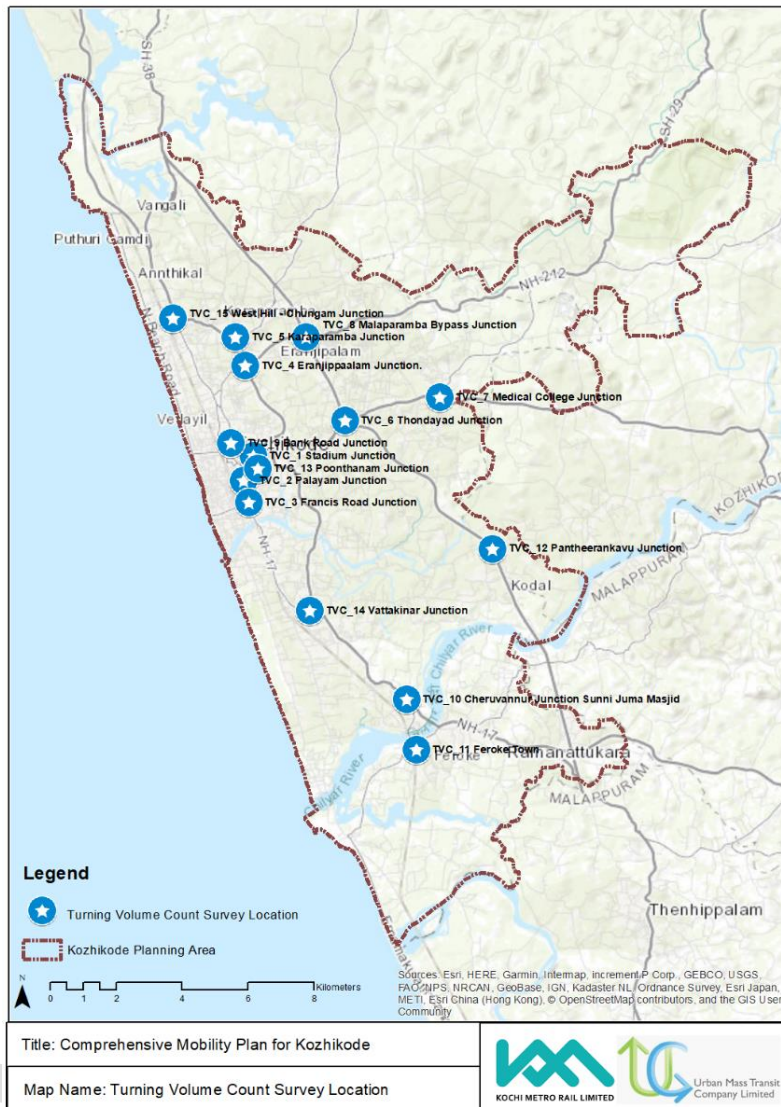 SH-38
SH-29
Vangali
Puthuri Gamdi
Annthikal
NH-212
TVC_15 West Hill - Chungam Junction
TVC_8 Malaparamba Bypass Junction
TVC_5 Karaparamba Junction
Eranjipalam
N Beach Road
TVC_4 Eranjippaalam Junction.
TVC_7 Medical College Junction
Vellayil
TVC_6 Thondayad Junction
TVC_9 Bank Road Junction
TVC_1 Stadium Junction
TVC_13 Poonthanam Junction
TVC_2 Palayam Junction
TVC_3 Francis Road Junction
KOZHIKOD
MALAPPURAM
NH-17
TVC_12 Pantheerankavu Junction
Kodal
TVC_14 Vattakinar Junction
Chilyar River
TVC_10 Cheruvannur Junction Sunni Juma Masjid
NH-17
TVC_11 Feroke Town
Feroke
Ramanattukara
Chilyar River
MALAPPURAM
Legend
Turning Volume Count Survey Location
Kozhikode Planning Area
Thenhippalam
N
Kilometers
0 1 2 4 6 8
Sources: Esri, HERE, Garmin, Intermap, increment P Corp., GEBCO, USGS,
FAO, NPS, NRCAN, GeoBase, IGN, Kadaster NL, Ordnance Survey, Esri Japan,
METI, Esri China (Hong Kong), © OpenStreetMap contributors, and the GIS User
Community
Title: Comprehensive Mobility Plan for Kozhikode
Map Name: Turning Volume Count Survey Location
KOCHI METRO RAIL LIMITED
Urban Mass Transit
Company Limited